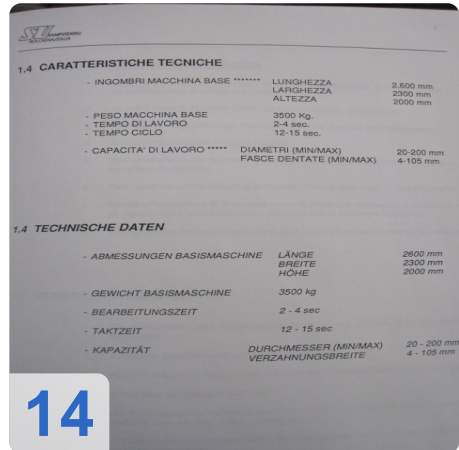 SU SAMPUTENSILI
BOLOGNA/ITALIA
1.4 CARATTERISTICHE TECNICHE
- INGOMBRI MACCHINA BASE ******* LUNGHEZZA 2.600 mm
LARGHEZZA 2300 mm
ALTEZZA 2000 mm
- PESO MACCHINA BASE 3500 Kg.
- TEMPO DI LAVORO 2-4 sec.
- TEMPO CICLO 12-15 sec.
- CAPACITA' DI LAVORO ***** DIAMETRI (MIN/MAX) 20-200 mm
FASCE DENTATE (MIN/MAX) 4-105 mm
1.4 TECHNISCHE DATEN
- ABMESSUNGEN BASISMASCHINE LÄNGE 2600 mm
BREITE 2300 mm
HÖHE 2000 mm
- GEWICHT BASISMASCHINE 3500 kg
- BEARBEITUNGSZEIT 2 - 4 sec
- TAKTZEIT 12 - 15 sec
- KAPAZITÄT DURCHMESSER (MIN/MAX) 20 - 200 mm
VERZAHNUNGSBREITE 4 - 105 mm
14